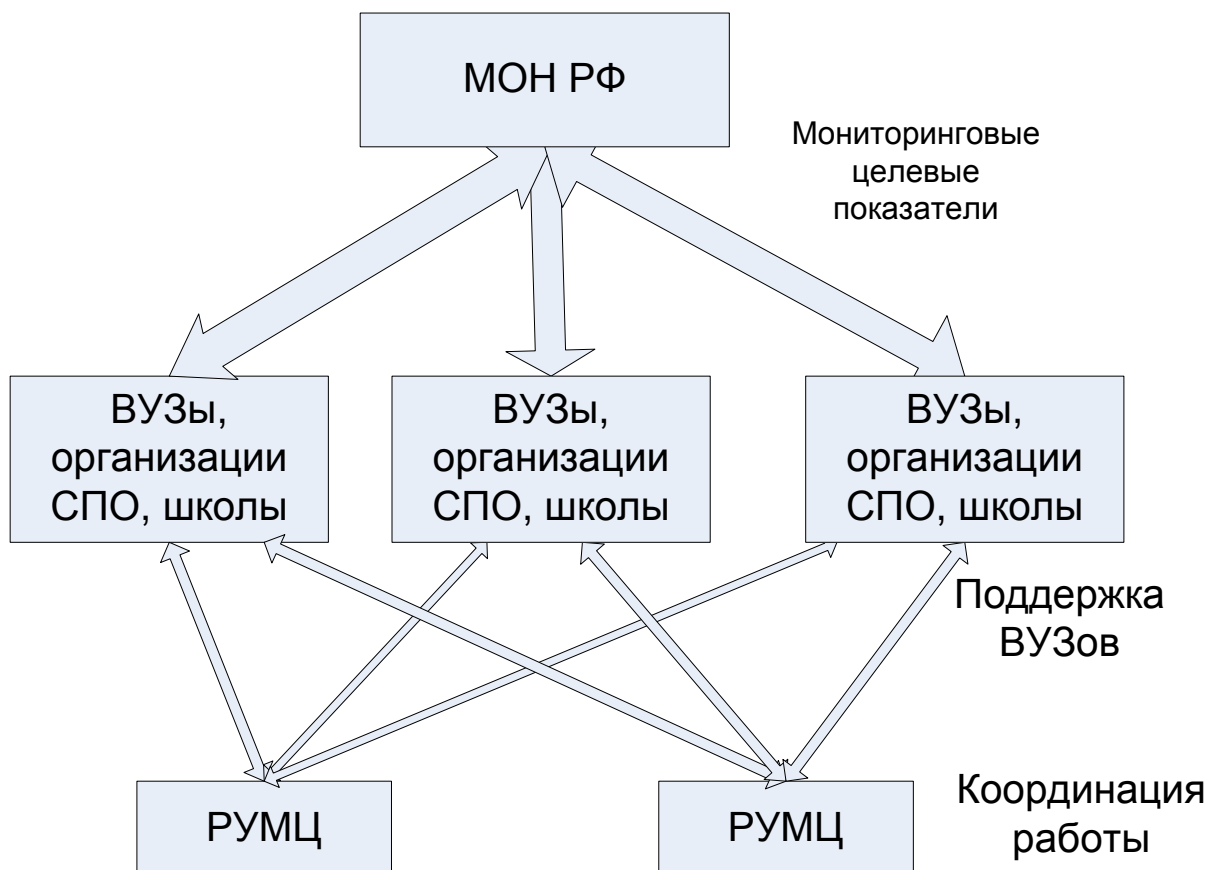 МОН РФ
Мониторинговые
целевые
показатели
ВУЗы,
организации
СПО, школы
ВУЗы,
организации
СПО, школы
ВУЗы,
организации
СПО, школы
Поддержка
ВУЗов
РУМЦ
РУМЦ
Координация
работы